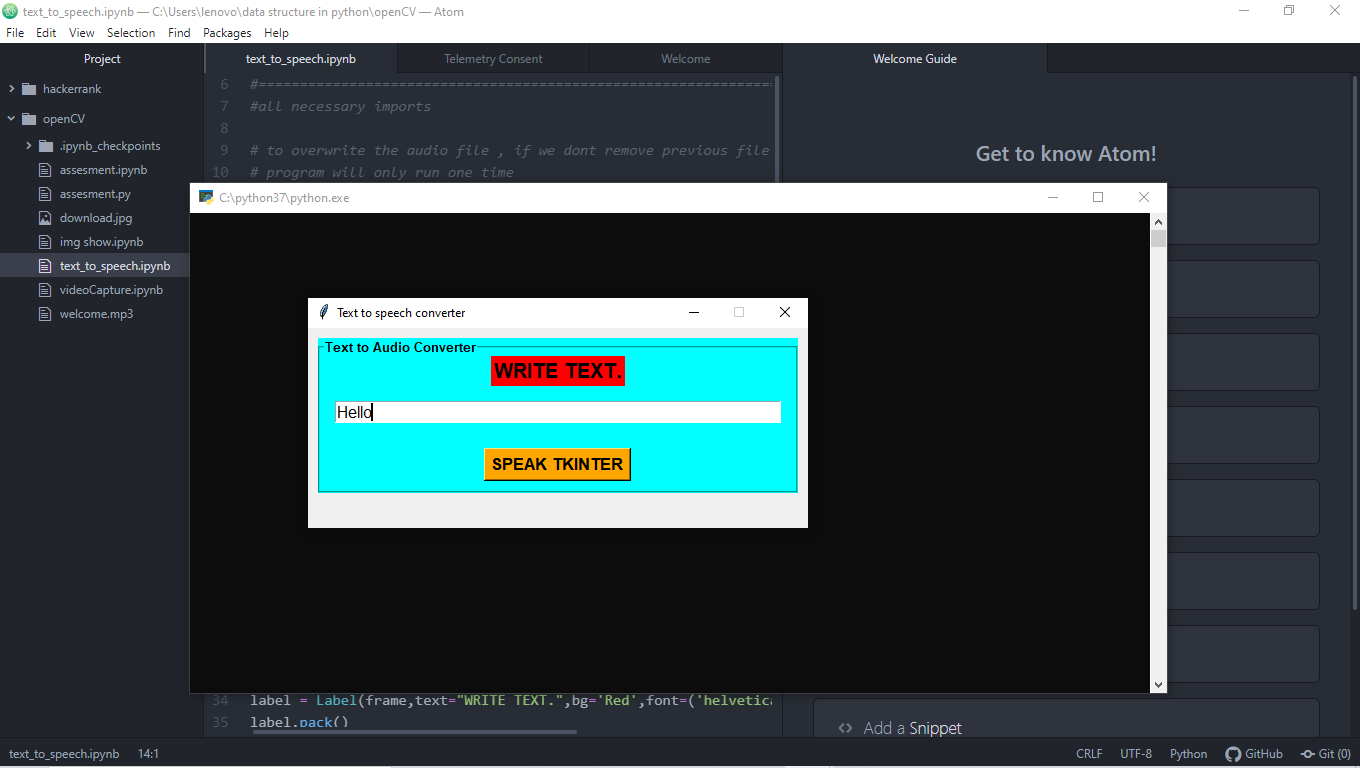 text_to_speech.ipynb — C:\Users\lenovo\data structure in python\openCV — Atom
File Edit View Selection Find Packages Help
Project
hackerrank
openCV
.ipynb_checkpoints
assesment.ipynb
assesment.py
download.jpg
img show.ipynb
text_to_speech.ipynb
videoCapture.ipynb
welcome.mp3
text_to_speech.ipynb Telemetry Consent Welcome Welcome Guide
6 #===============================================================
7 #all necessary imports
8
9 # to overwrite the audio file , if we dont remove previous file
10 # program will only run one time
Get to know Atom!
C:\python37\python.exe
Text to speech converter
Text to Audio Converter
WRITE TEXT.
Hello
SPEAK TKINTER
34 label = Label(frame,text="WRITE TEXT.",bg='Red',font=('helvetica
35 label.pack()
Add a Snippet
text_to_speech.ipynb 14:1 CRLF UTF-8 Python GitHub Git (0)